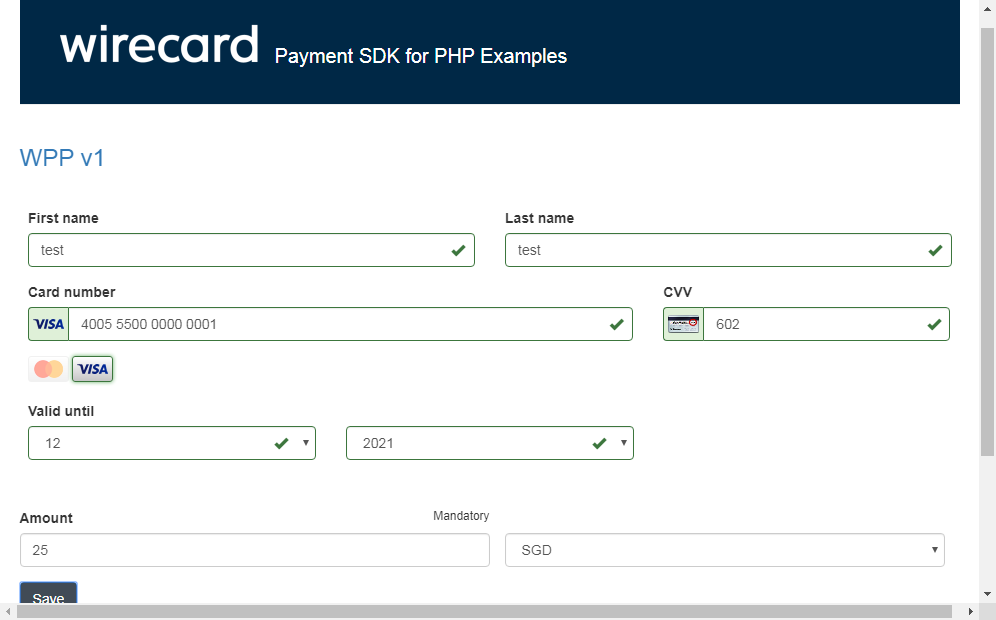 wirecard Payment SDK for PHP Examples
WPP v1
First name Last name
test test
Card number CVV
VISA 4005 5500 0000 0001 602
VISA
Valid until
12 2021
Amount Mandatory
25 SGD
Save